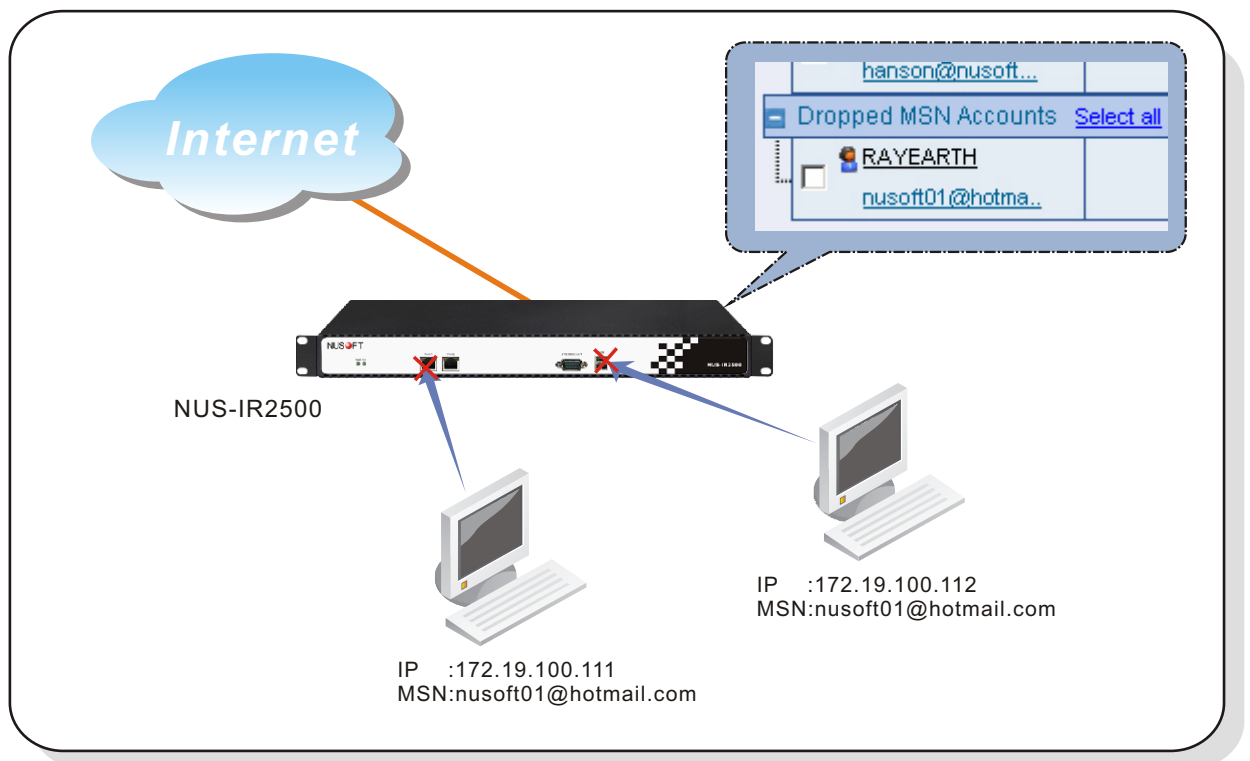 Internet
hanson@nusoft...
Dropped MSN Accounts Select all
RAYEARTH
nusoft01@hotma..
NUSOFT
NUS-IR2500
NUS-IR2500
IP :172.19.100.112
MSN:nusoft01@hotmail.com
IP :172.19.100.111
MSN:nusoft01@hotmail.com